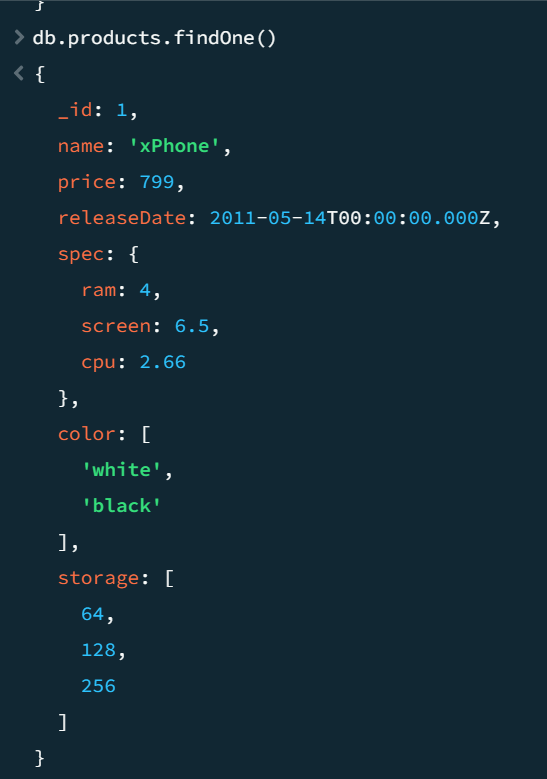 }
> db.products.findOne()
< {
_id: 1,
name: 'xPhone',
price: 799,
releaseDate: 2011-05-14T00:00:00.000Z,
spec: {
ram: 4,
screen: 6.5,
cpu: 2.66
},
color: [
'white',
'black'
],
storage: [
64,
128,
256
]
}